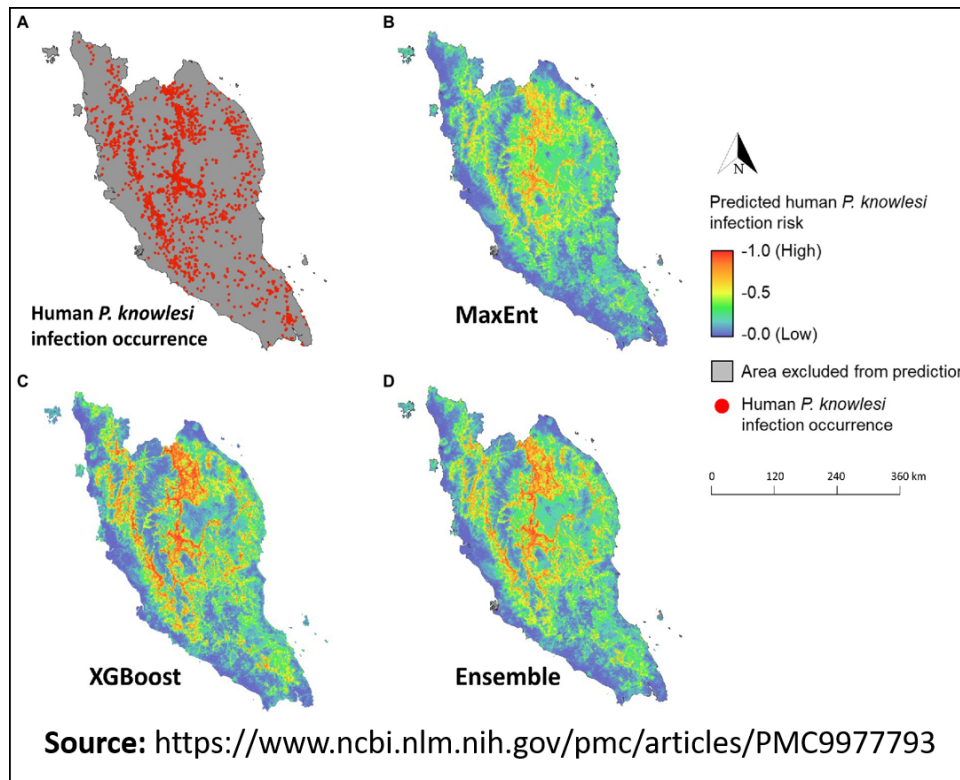 A
B
Human P. knowlesi
infection occurrence
MaxEnt
N
Predicted human P. knowlesi
infection risk
-1.0 (High)
-0.5
-0.0 (Low)
Area excluded from prediction
Human P. knowlesi
infection occurrence
0 120 240 360 km
C
D
XGBoost
Ensemble
Source: https://www.ncbi.nlm.nih.gov/pmc/articles/PMC9977793